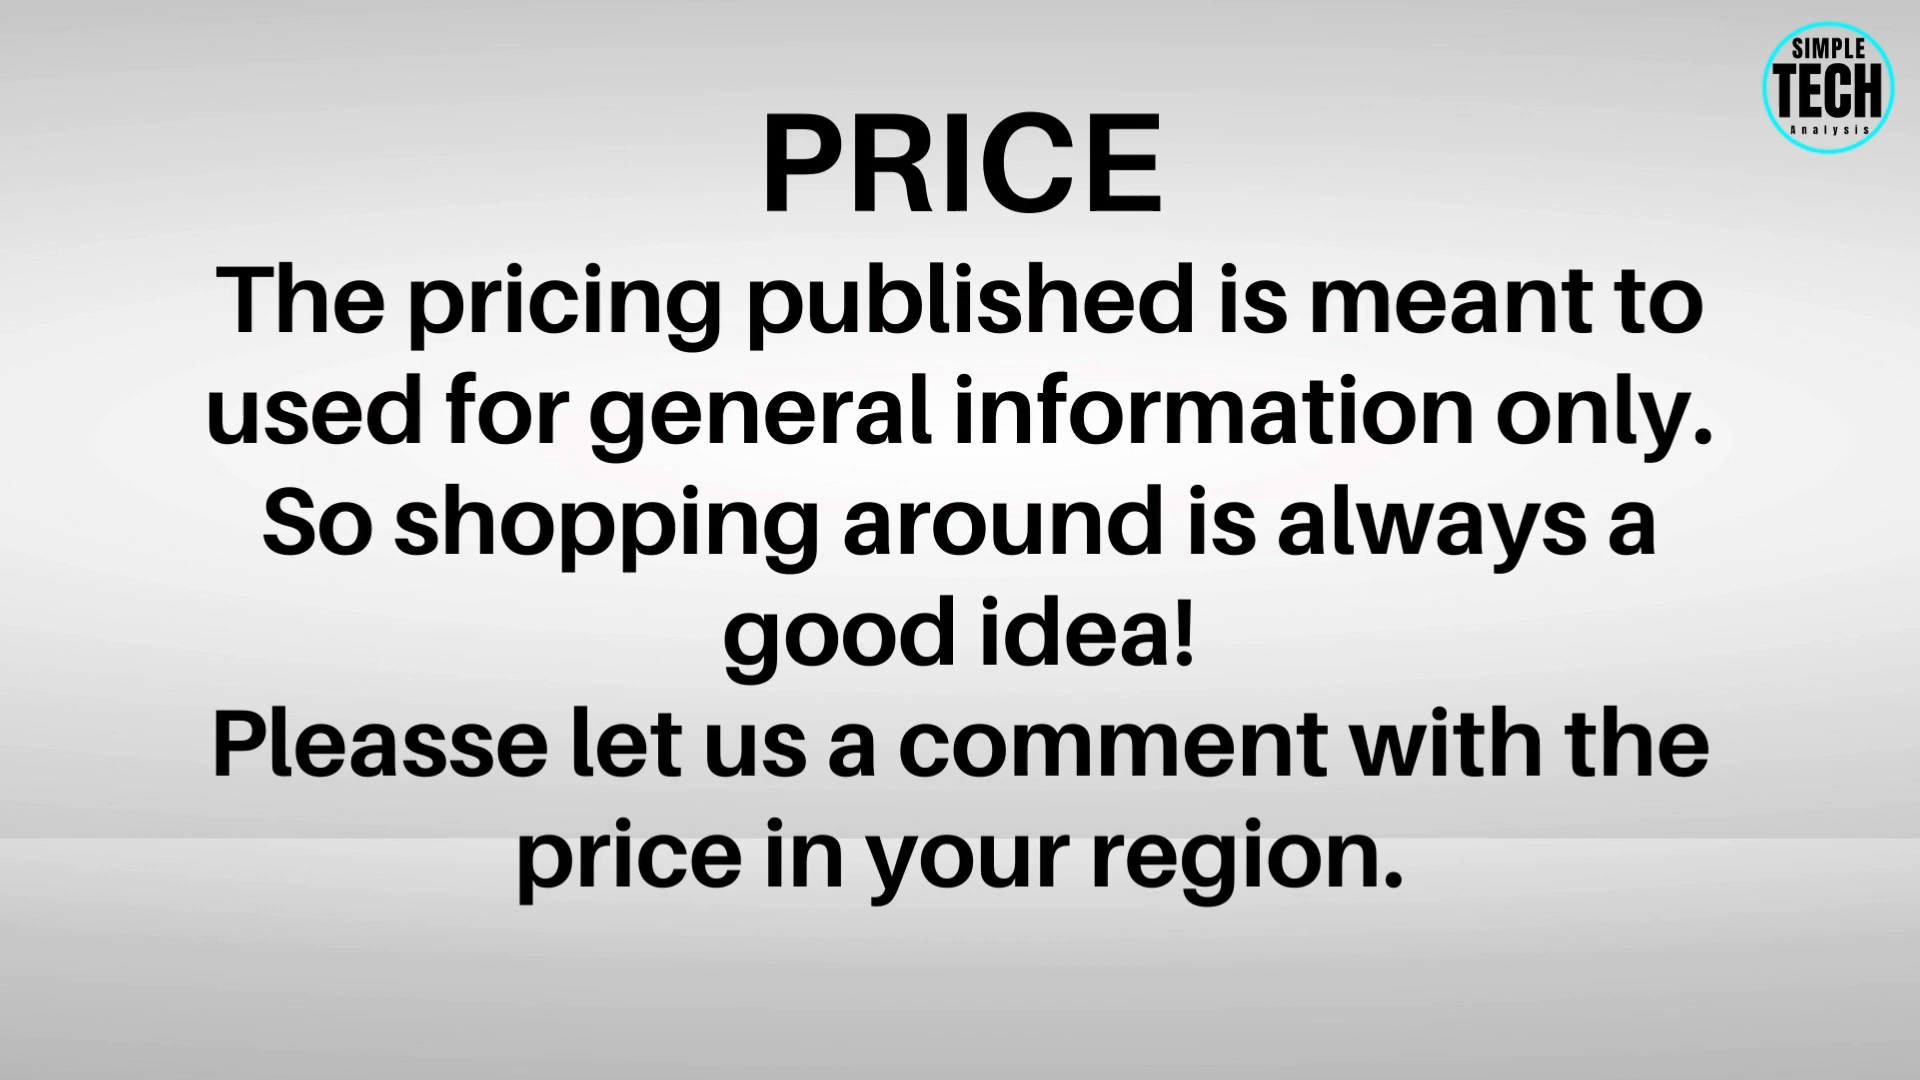 SIMPLE
TECH
Analysis
PRICE
The pricing published is meant to
used for general information only.
So shopping around is always a
good idea!
Pleasse let us a comment with the
price in your region.